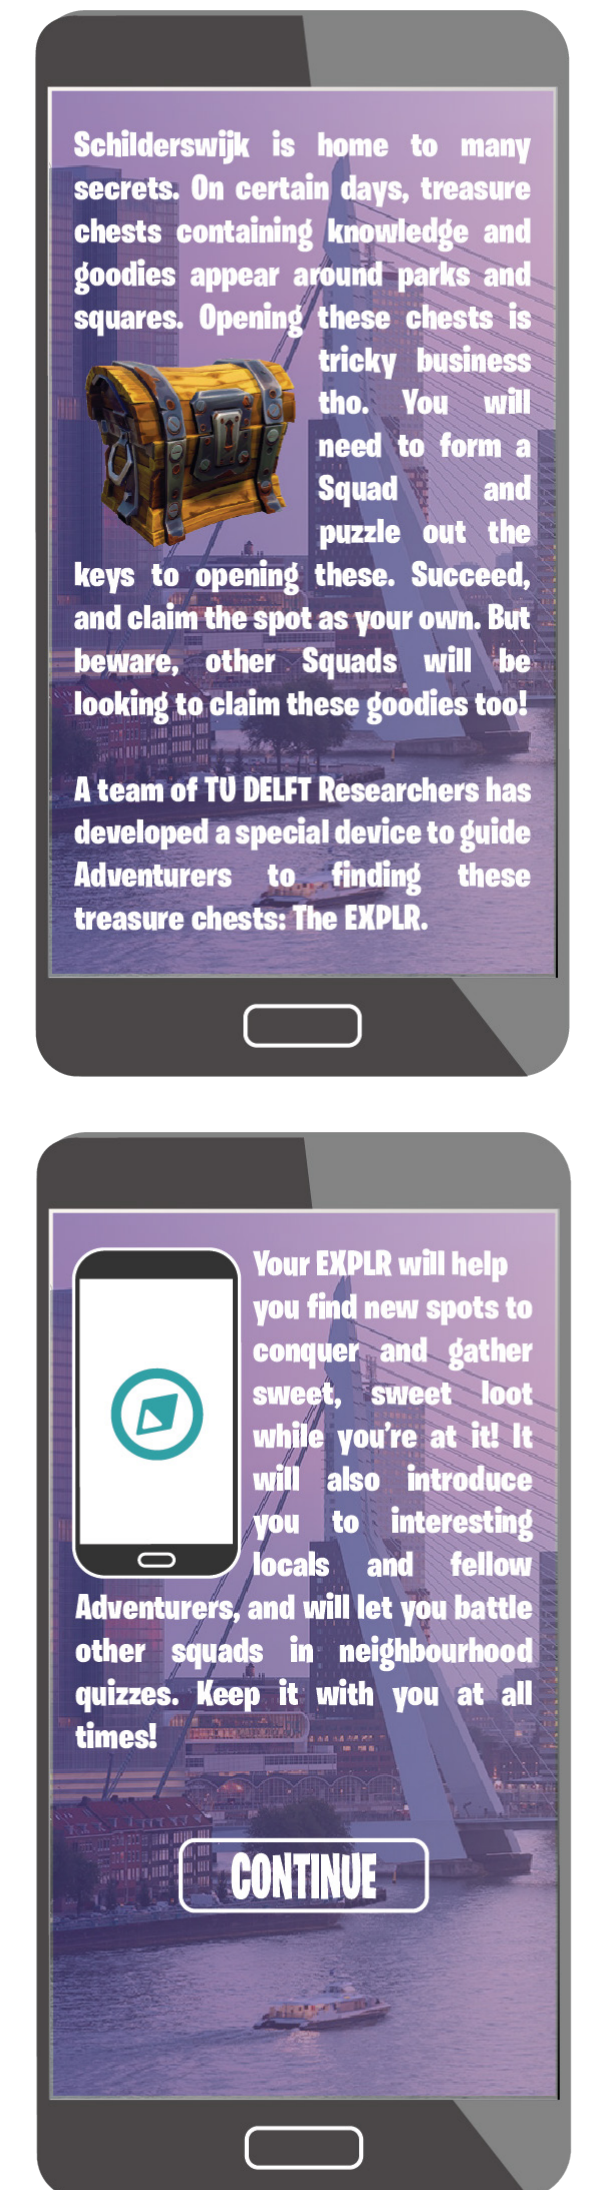 Schilderswijk is home to many
secrets. On certain days, treasure
chests containing knowledge and
goodies appear around parks and
squares. Opening these chests is
tricky business
tho. You will
need to form a
Squad and
puzzle out the
keys to opening these. Succeed,
and claim the spot as your own. But
beware, other Squads will be
looking to claim these goodies too!
A team of TU DELFT Researchers has
developed a special device to guide
Adventurers to finding these
treasure chests: The EXPLR.
Your EXPLR will help
you find new spots to
conquer and gather
sweet, sweet loot
while you're at it! It
will also introduce
you to interesting
locals and fellow
Adventurers, and will let you battle
other squads in neighbourhood
quizzes. Keep it with you at all
times!
CONTINUE